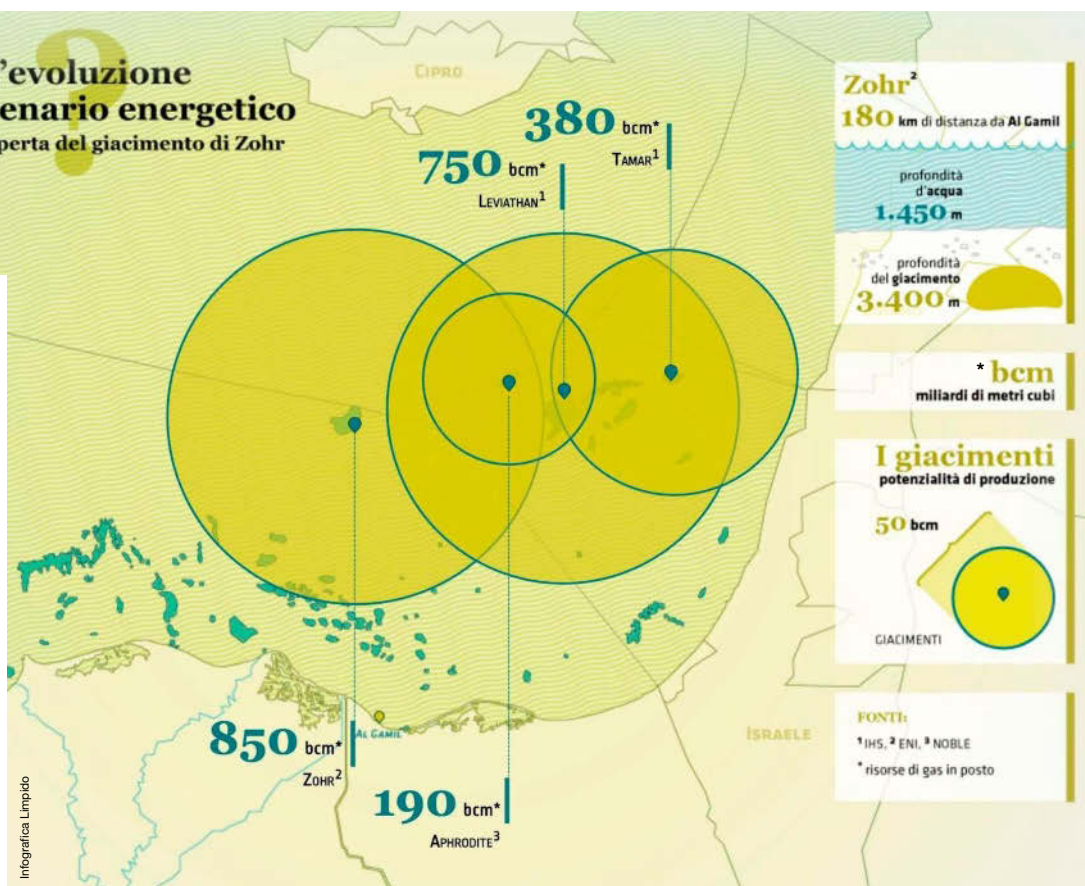 ?
'evoluzione
enario energetico
perta del giacimento di Zohr
CIPRO
380 bcm*
TAMAR1
750 bcm*
LEVIATHAN1
850 bcm*
ZOHR2
AL GAMIL
190 bcm*
APHRODITE3
ISRAELE
Infografica Limpido
Zohr²
180 km di distanza da Al Gamil
profondità
d'acqua
1.450 m
profondità
del giacimento
3.400 m
* bcm
miliardi di metri cubi
I giacimenti
potenzialità di produzione
50 bcm
GIACIMENTI
FONTI:
¹ IHS, ² ENI, ³ NOBLE
* risorse di gas in posto